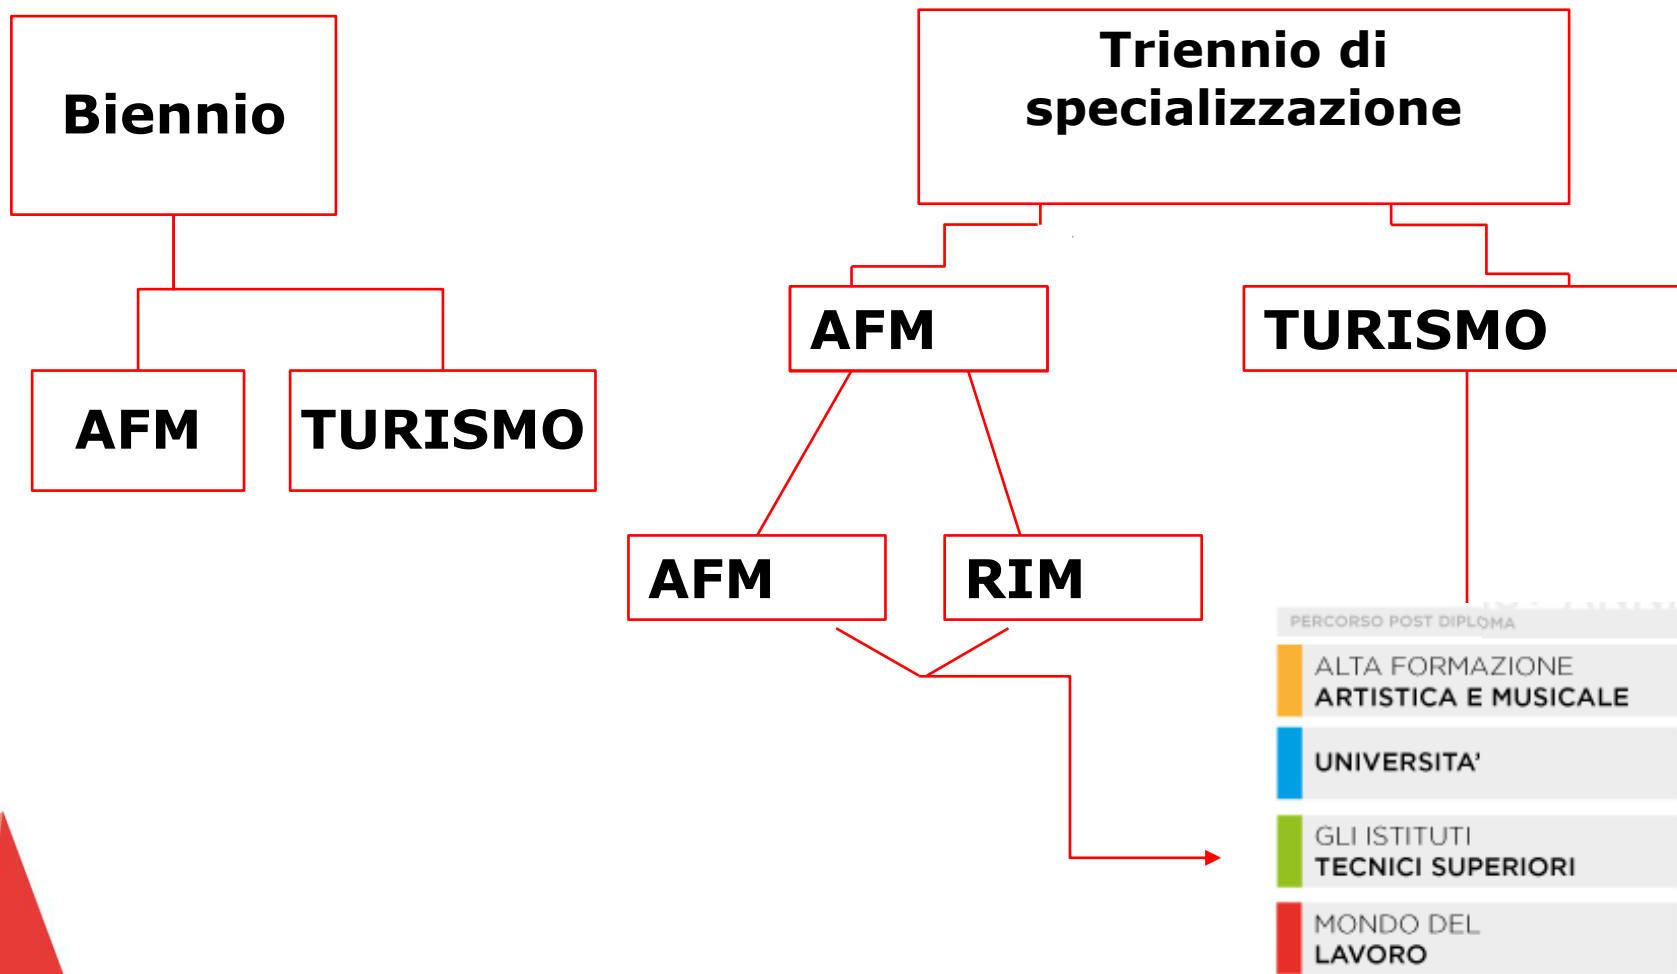 Biennio
Triennio di
specializzazione
AFM
TURISMO
AFM
TURISMO
AFM
RIM
PERCORSO POST DIPLOMA
ALTA FORMAZIONE
ARTISTICA E MUSICALE
UNIVERSITA'
GLI ISTITUTI
TECNICI SUPERIORI
MONDO DEL
LAVORO